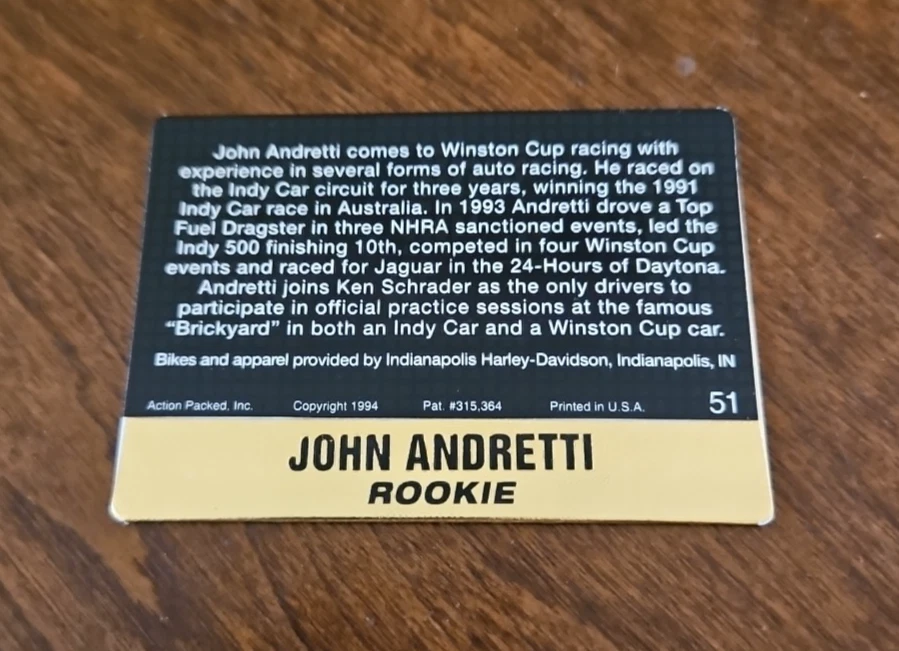 John Andretti comes to Winston Cup racing with
experience in several forms of auto racing. He raced on
the Indy Car circuit for three years, winning the 1991
Indy Car race in Australia. In 1993 Andretti drove a Top
Fuel Dragster in three NHRA sanctioned events, led the
Indy 500 finishing 10th, competed in four Winston Cup
events and raced for Jaguar in the 24-Hours of Daytona.
Andretti joins Ken Schrader as the only drivers to
participate in official practice sessions at the famous
“Brickyard” in both an Indy Car and a Winston Cup car.
Bikes and apparel provided by Indianapolis Harley-Davidson, Indianapolis, IN
Action Packed, Inc. Copyright 1994 Pat. #315,364 Printed in U.S.A. 51
JOHN ANDRETTI
ROOKIE